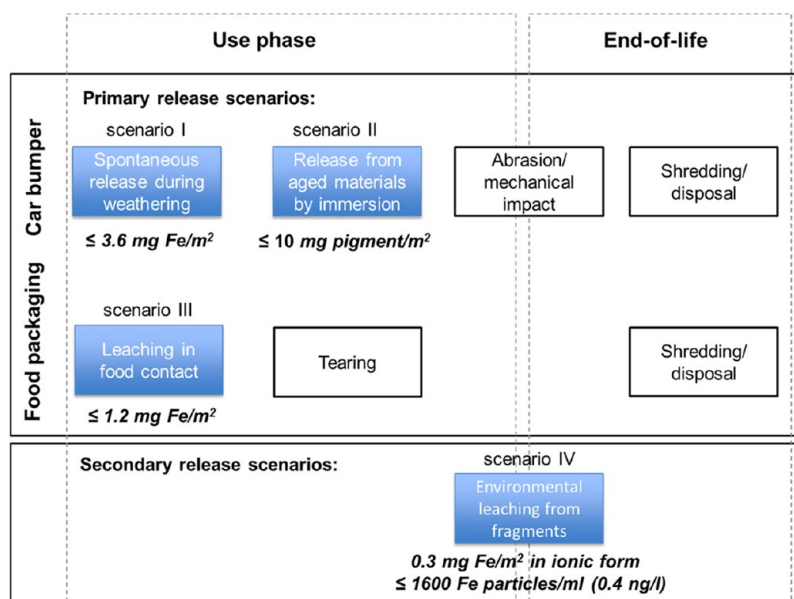 Use phase
End-of-life
Car bumper
Primary release scenarios:
scenario I
Spontaneous
release during
weathering
≤ 3.6 mg Fe/m²
scenario II
Release from
aged materials
by immersion
≤ 10 mg pigment/m²
Abrasion/
mechanical
impact
Shredding/
disposal
Food packaging
scenario III
Leaching in
food contact
≤ 1.2 mg Fe/m²
Tearing
Shredding/
disposal
Secondary release scenarios:
scenario IV
Environmental
leaching from
fragments
0.3 mg Fe/m² in ionic form
≤ 1600 Fe particles/ml (0.4 ng/l)